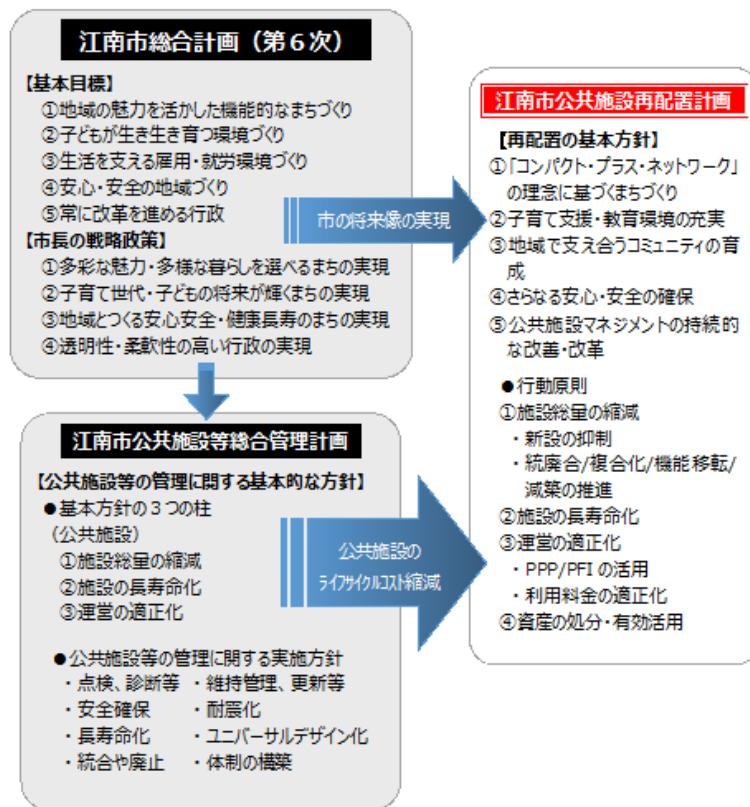 江南市総合計画（第６次）
【基本目標】
①地域の魅力を活かした機能的なまちづくり
②子どもが生き生き育つ環境づくり
③生活を支える雇用・就労環境づくり
④安心・安全の地域づくり
⑤常に改革を進める行政
【市長の戦略政策】
①多彩な魅力・多様な暮らしを選べるまちの実現
②子育て世代・子どもの将来が輝くまちの実現
③地域とつくる安心安全・健康長寿のまちの実現
④透明性・柔軟性の高い行政の実現
市の将来像の実現
江南市公共施設等総合管理計画
【公共施設等の管理に関する基本的な方針】
●基本方針の３つの柱
（公共施設）
①施設総量の縮減
②施設の長寿命化
③運営の適正化
●公共施設等の管理に関する実施方針
・点検、診断等 ・維持管理、更新等
・安全確保 ・耐震化
・長寿命化 ・ユニバーサルデザイン化
・統合や廃止 ・体制の構築
公共施設の
ライフサイクルコスト縮減
江南市公共施設再配置計画
【再配置の基本方針】
①「コンパクト・プラス・ネットワーク」
の理念に基づくまちづくり
②子育て支援・教育環境の充実
③地域で支え合うコミュニティの育
成
④さらなる安心・安全の確保
⑤公共施設マネジメントの持続的
な改善・改革
●行動原則
①施設総量の縮減
・新設の抑制
・統廃合/複合化/機能移転/
減築の推進
②施設の長寿命化
③運営の適正化
・PPP/PFIの活用
・利用料金の適正化
④資産の処分・有効活用